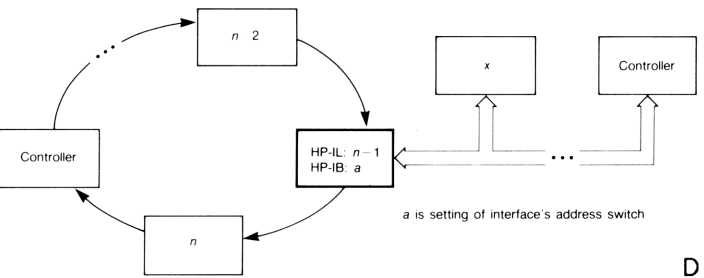 n 2
x
Controller
Controller
HP-IL: n−1
HP-IB: a
n
a is setting of interface's address switch
D